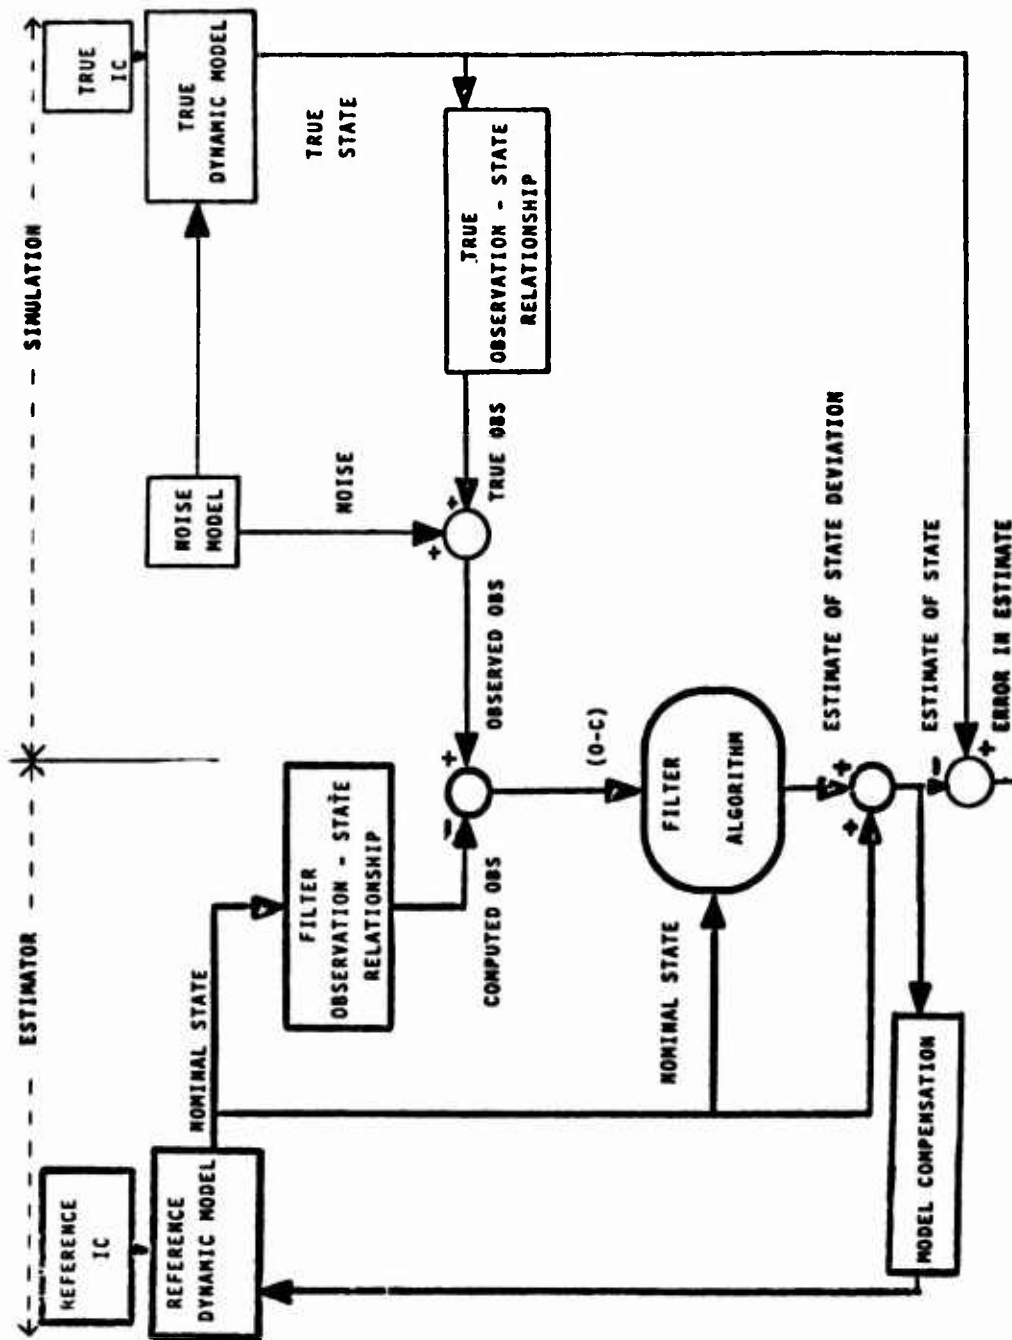 ESTIMATOR
SIMULATION
REFERENCE
IC
TRUE
IC
REFERENCE
DYNAMIC MODEL
NOMINAL STATE
NOISE
MODEL
TRUE
DYNAMIC MODEL
FILTER
OBSERVATION - STATE
RELATIONSHIP
NOISE
TRUE
STATE
COMPUTED OBS
-
+
OBSERVED OBS
+
+
TRUE OBS
TRUE
OBSERVATION - STATE
RELATIONSHIP
(O-C)
NOMINAL STATE
FILTER
ALGORITHM
+
+
ESTIMATE OF STATE DEVIATION
MODEL COMPENSATION
-
+
ESTIMATE OF STATE
ERROR IN ESTIMATE